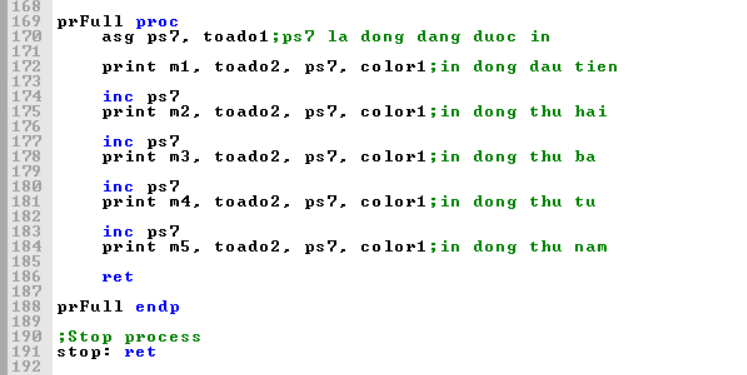 168
169 prFull proc
170 asg ps7, toado1;ps7 la dong dang duoc in
171
172 print m1, toado2, ps7, color1;in dong dau tien
173
174 inc ps7
175 print m2, toado2, ps7, color1;in dong thu hai
176
177 inc ps7
178 print m3, toado2, ps7, color1;in dong thu ba
179
180 inc ps7
181 print m4, toado2, ps7, color1;in dong thu tu
182
183 inc ps7
184 print m5, toado2, ps7, color1;in dong thu nam
185
186 ret
187
188 prFull endp
189
190 ;Stop process
191 stop: ret
192